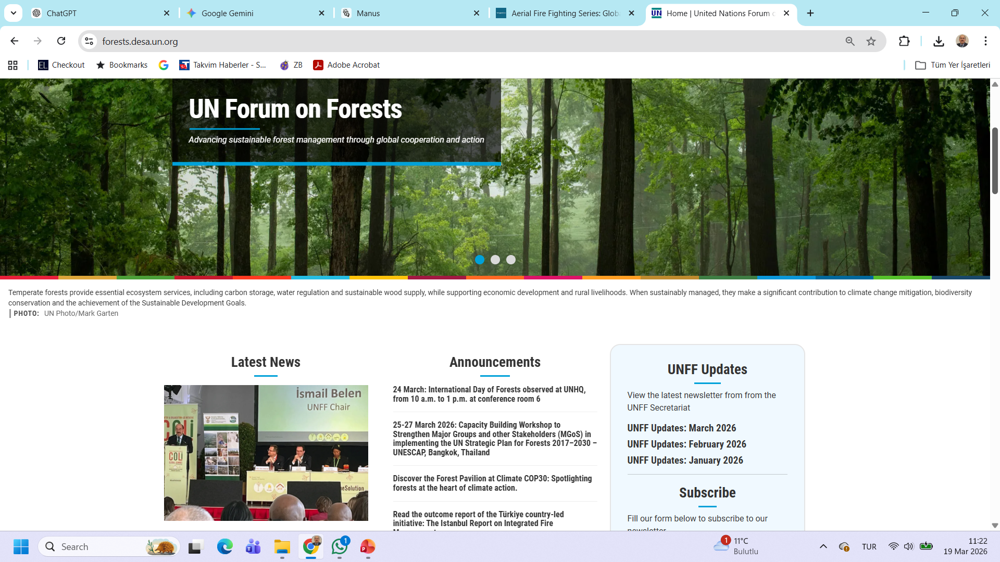 ChatGPT
Google Gemini
Manus
Aerial Fire Fighting Series: Globa
UN
Home | United Nations Forum o
forests.desa.un.org
EL Checkout
Bookmarks
Takvim Haberler - S...
ZB
Adobe Acrobat
Tüm Yer İşaretleri
UN Forum on Forests
Advancing sustainable forest management through global cooperation and action
Temperate forests provide essential ecosystem services, including carbon storage, water regulation and sustainable wood supply, while supporting economic development and rural livelihoods. When sustainably managed, they make a significant contribution to climate change mitigation, biodiversity
conservation and the achievement of the Sustainable Development Goals.
PHOTO: UN Photo/Mark Garten
Latest News
İsmail Belen
UNFF Chair
COLI
NDP
COLI
GLOBAL SUMMIT
neSolution
Announcements
24 March: International Day of Forests observed at UNHQ,
from 10 a.m. to 1 p.m. at conference room 6
25-27 March 2026: Capacity Building Workshop to
Strengthen Major Groups and other Stakeholders (MGoS) in
implementing the UN Strategic Plan for Forests 2017–2030 –
UNESCAP, Bangkok, Thailand
Discover the Forest Pavilion at Climate COP30: Spotlighting
forests at the heart of climate action.
Read the outcome report of the Türkiye country-led
initiative: The Istanbul Report on Integrated Fire
UNFF Updates
View the latest newsletter from from the
UNFF Secretariat
UNFF Updates: March 2026
UNFF Updates: February 2026
UNFF Updates: January 2026
Subscribe
Fill our form below to subscribe to our
newsletter
Search
1
1
11°C
Bulutlu
TUR
11:22
19 Mar 2026